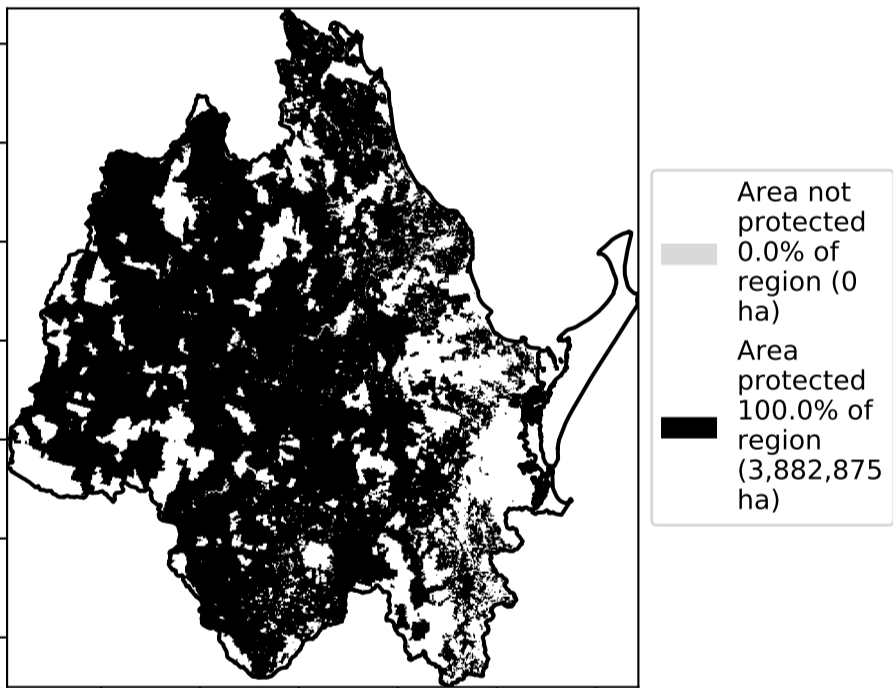 Area not
protected
0.0% of
region (0
ha)
Area
protected
100.0% of
region
(3,882,875
ha)